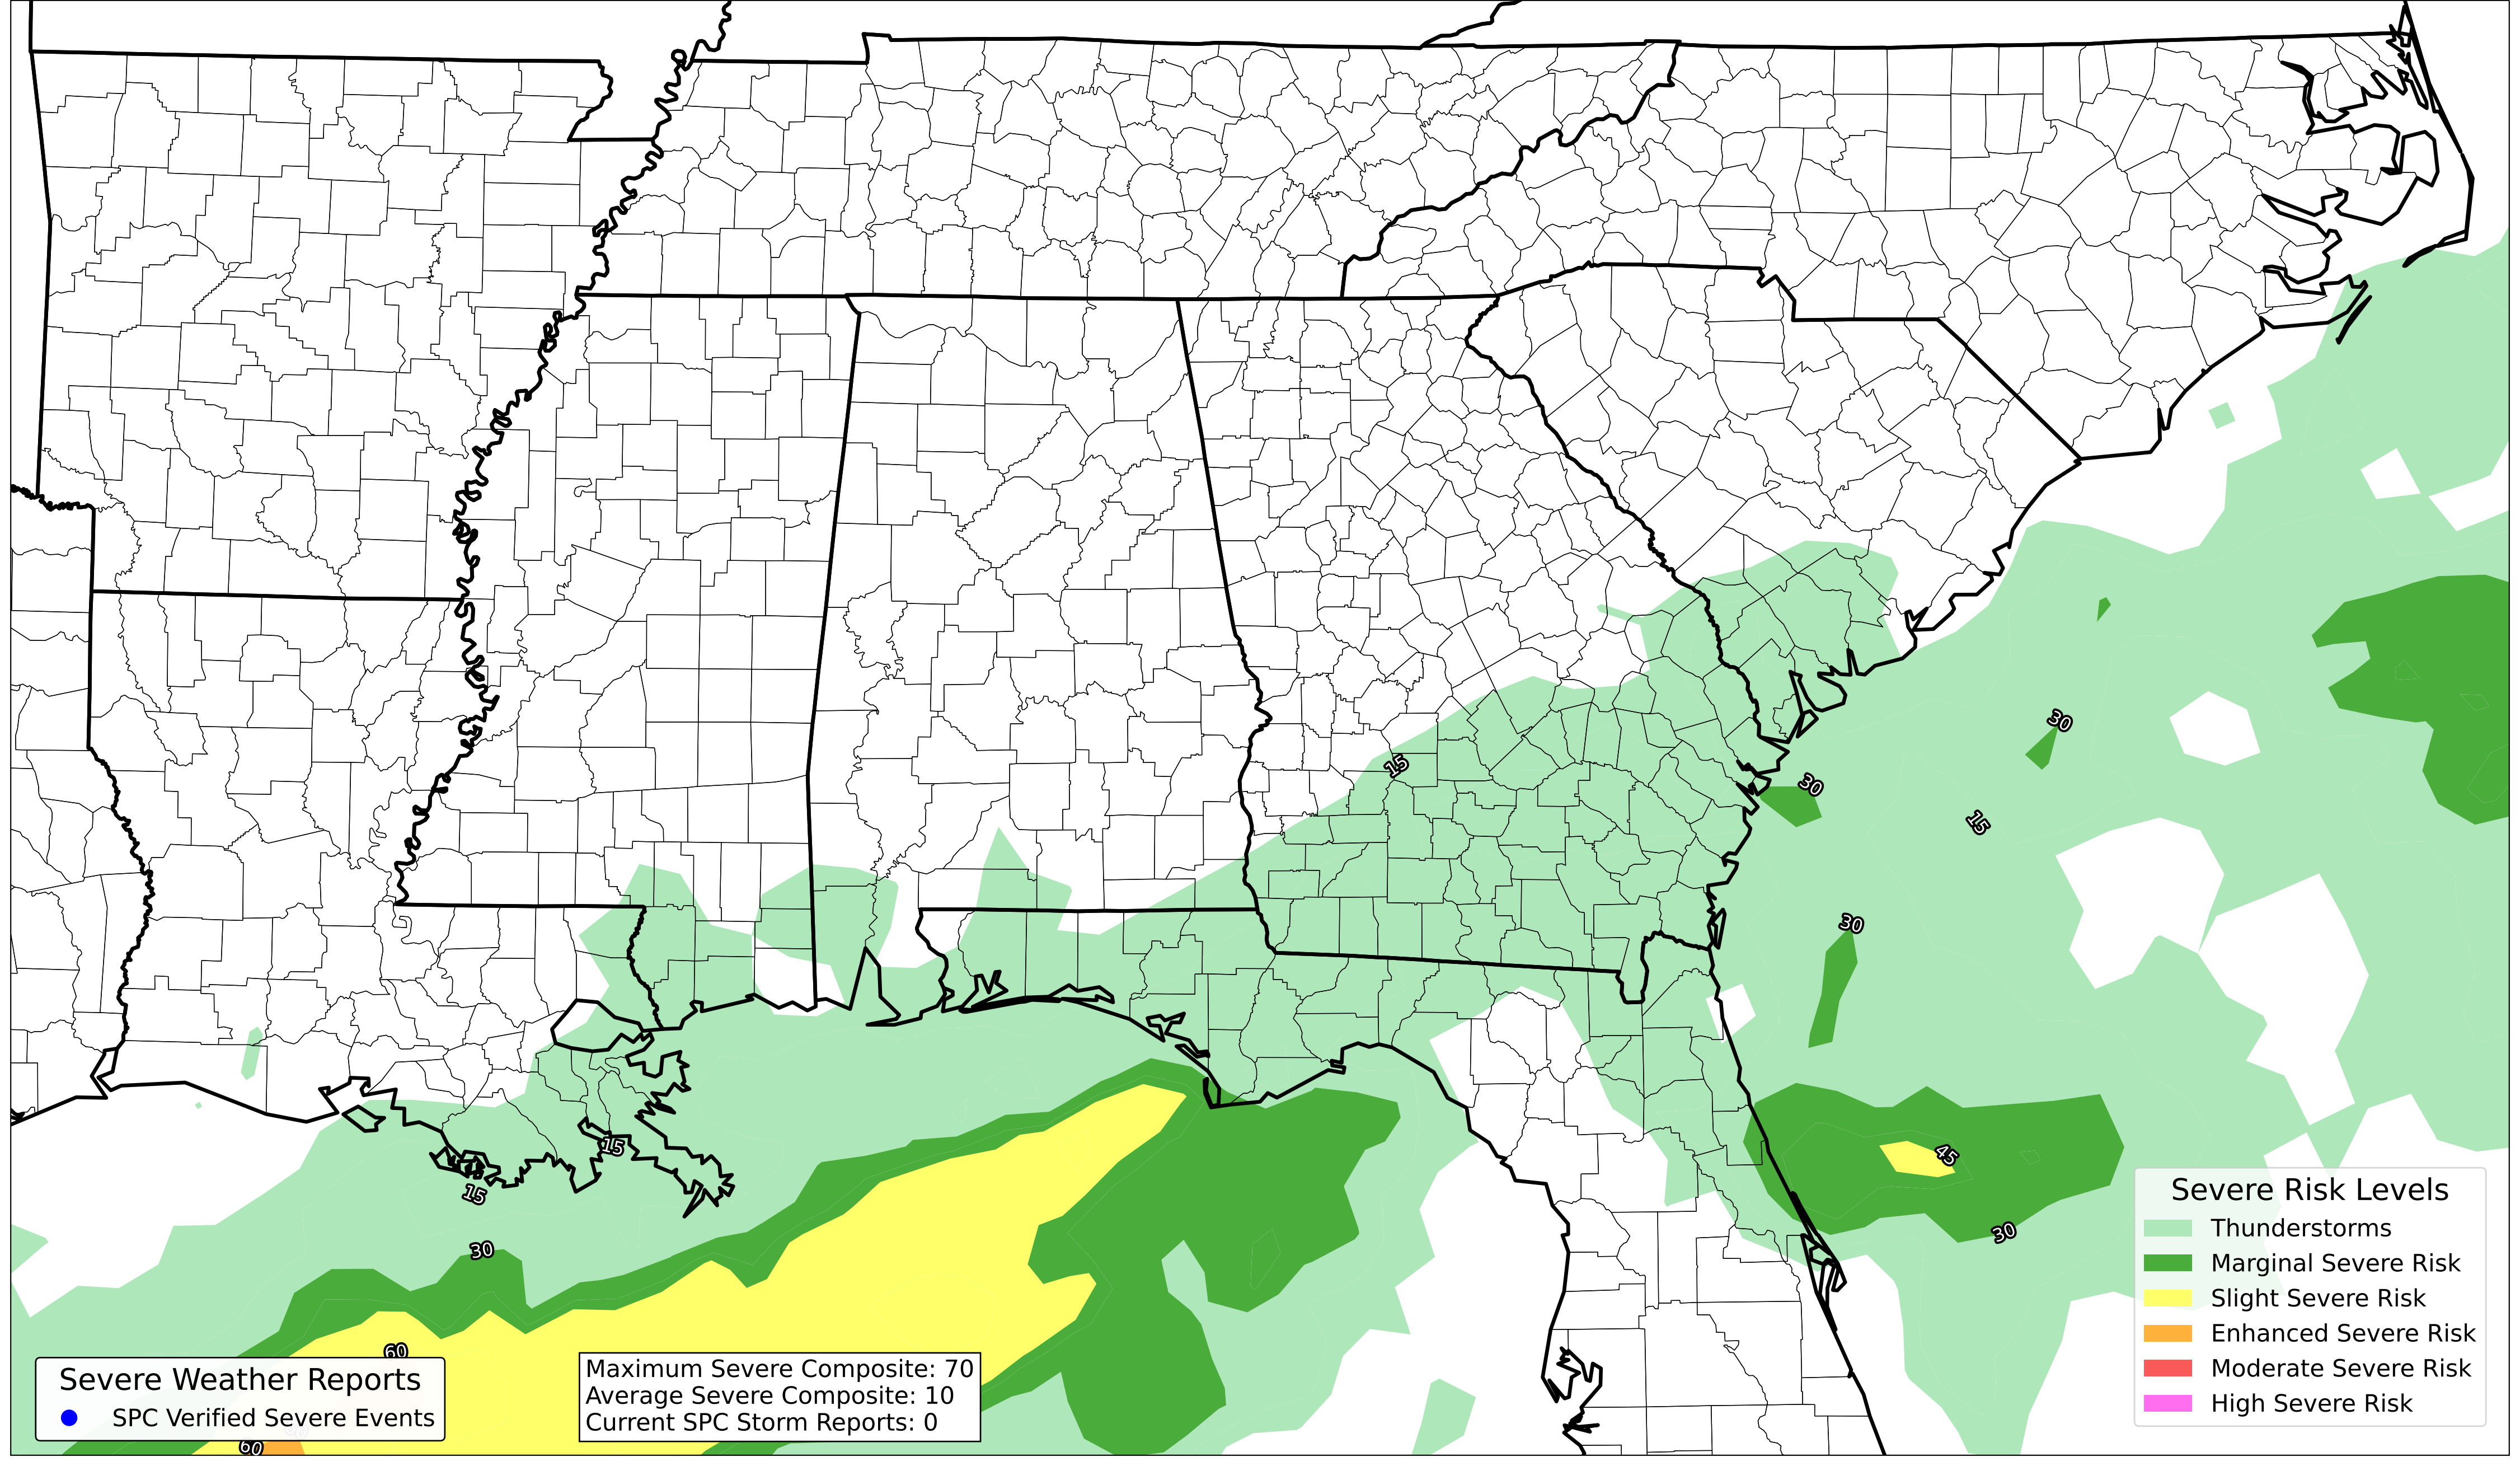 15
30
30
15
30
15
45
15
30
30
60
60
Severe Weather Reports
SPC Verified Severe Events
Maximum Severe Composite: 70
Average Severe Composite: 10
Current SPC Storm Reports: 0
Severe Risk Levels
Thunderstorms
Marginal Severe Risk
Slight Severe Risk
Enhanced Severe Risk
Moderate Severe Risk
High Severe Risk